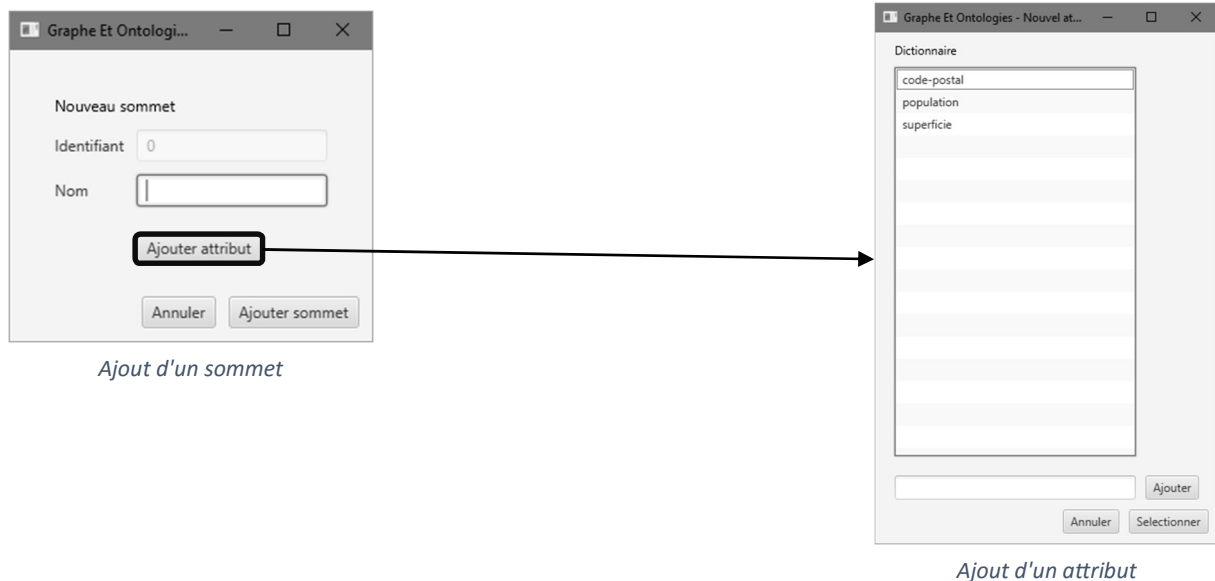 Graphe Et Ontologi...
Nouveau sommet
Identifiant 0
Nom
Ajouter attribut
Annuler Ajouter sommet
Ajout d'un sommet
Graphe Et Ontologies - Nouvel at...
Dictionnaire
code-postal
population
superficie
Ajouter
Annuler Selectionner
Ajout d'un attribut